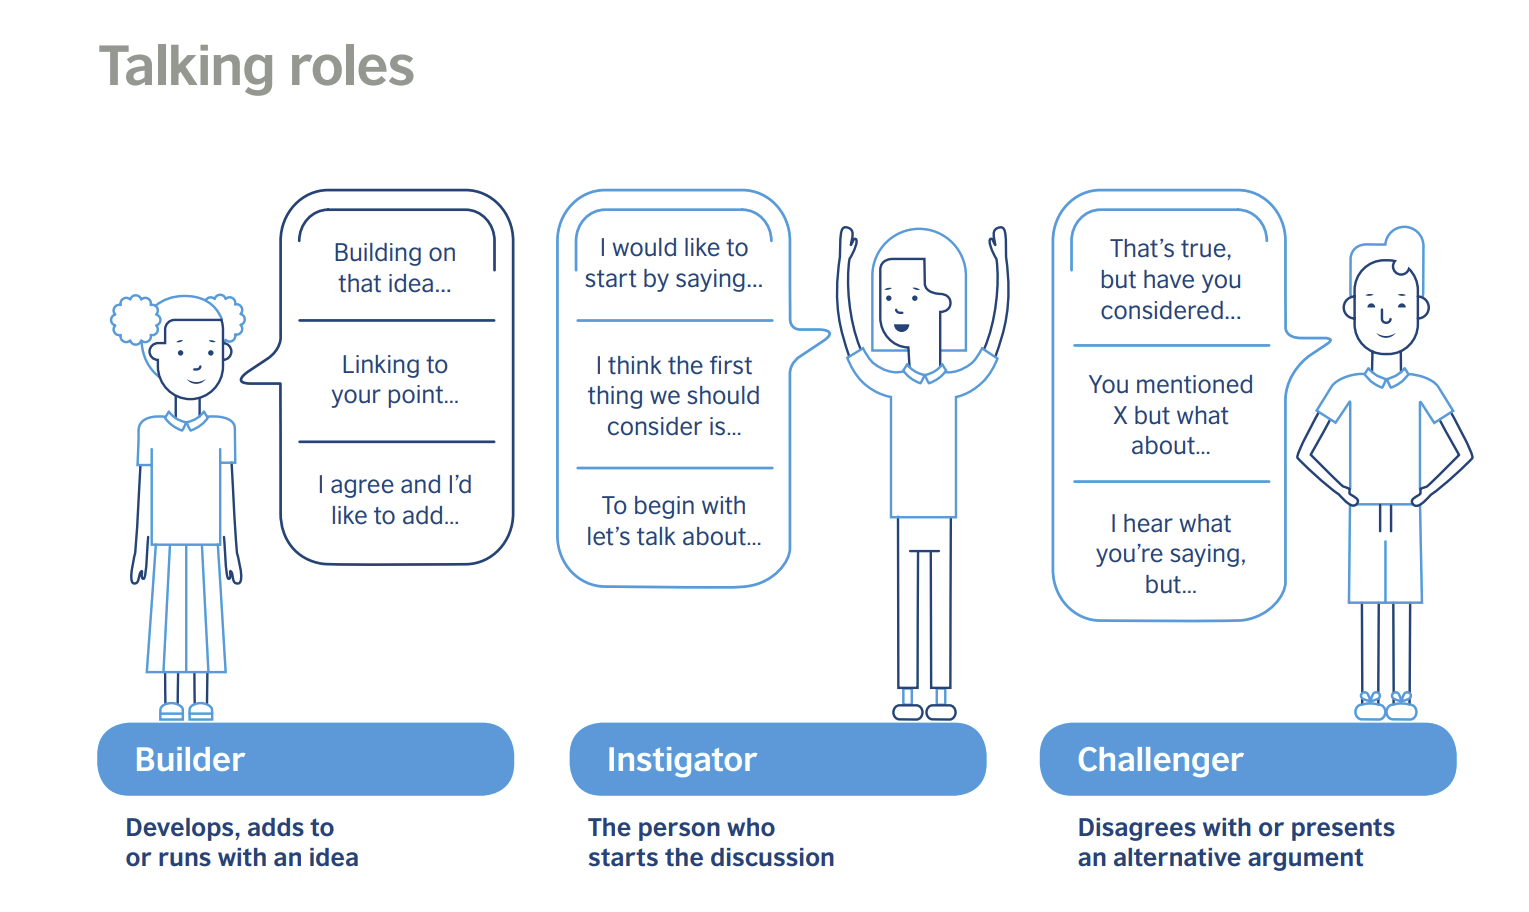 Talking roles
Building on
that idea...
Linking to
your point...
I agree and I’d
like to add...
Builder
Develops, adds to
or runs with an idea
I would like to
start by saying...
I think the first
thing we should
consider is...
To begin with
let’s talk about...
Instigator
The person who
starts the discussion
That’s true,
but have you
considered...
You mentioned
X but what
about...
I hear what
you’re saying,
but...
Challenger
Disagrees with or presents
an alternative argument